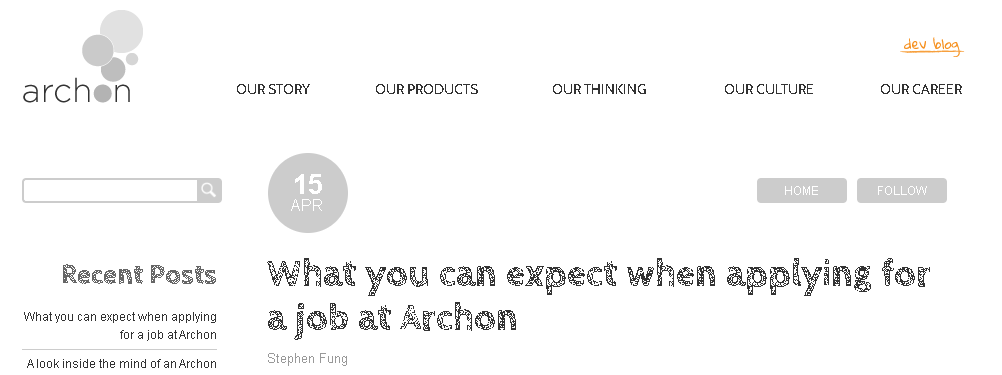 archon
dev blog
OUR STORY OUR PRODUCTS OUR THINKING OUR CULTURE OUR CAREER
15
APR
HOME FOLLOW
Recent Posts
What you can expect when applying
for a job at Archon
A look inside the mind of an Archon
What you can expect when applying for
a job at Archon
Stephen Fung